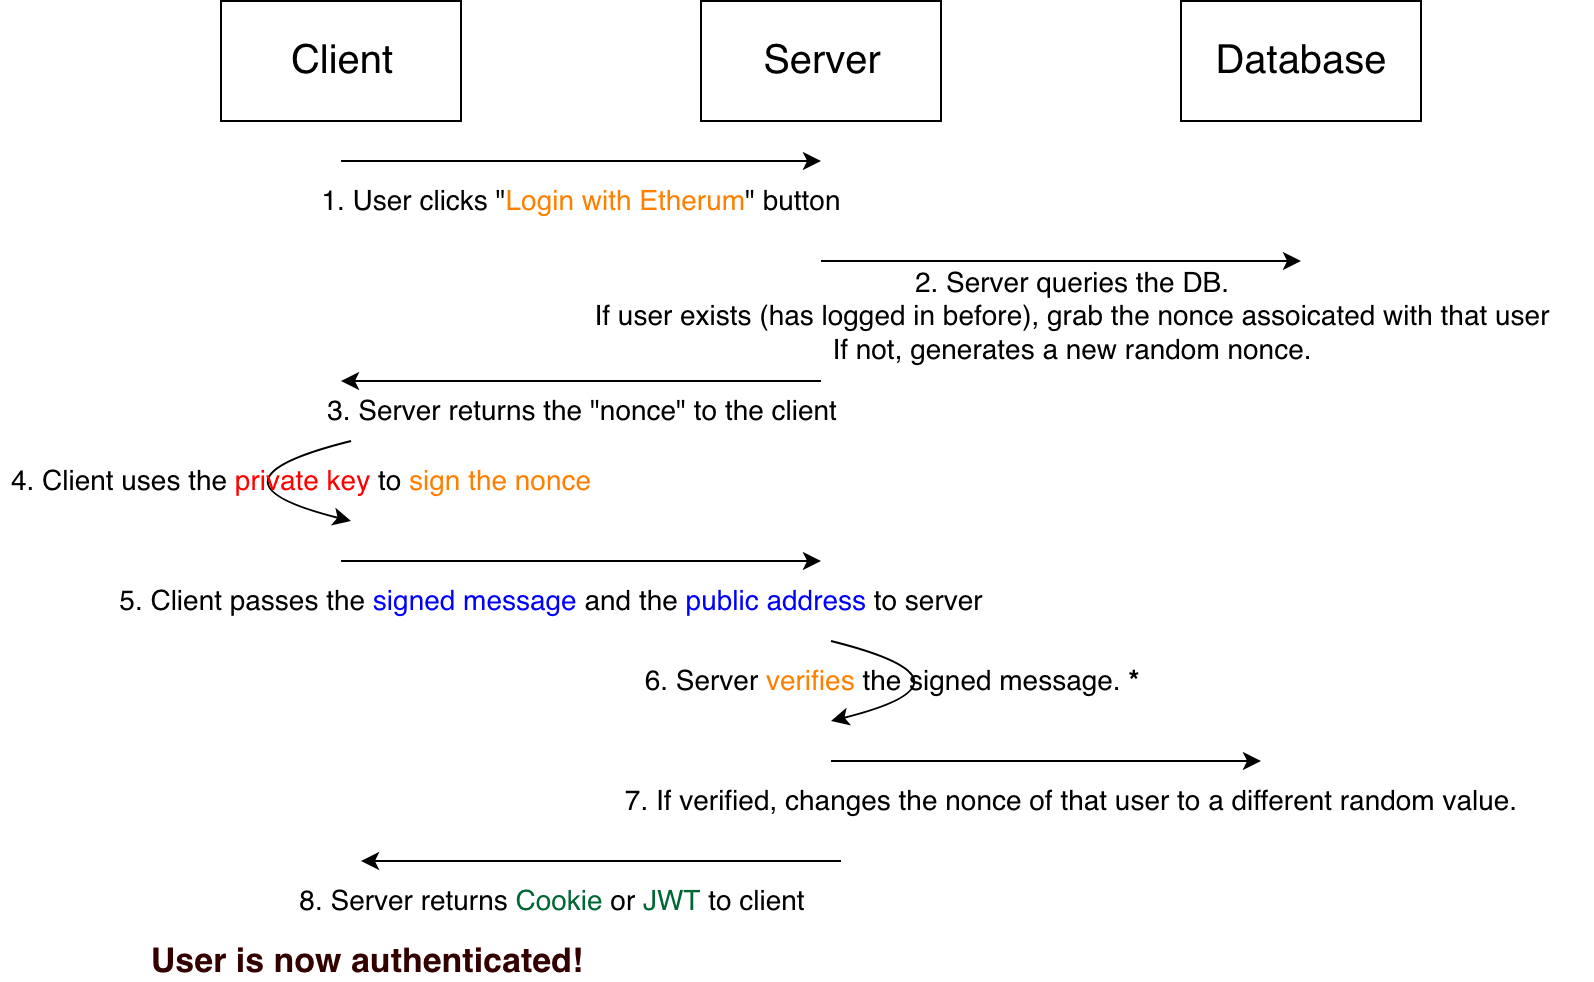 Client
Server
Database
1. User clicks "Login with Etherum" button
2. Server queries the DB.
If user exists (has logged in before), grab the nonce assoicated with that user
If not, generates a new random nonce.
3. Server returns the "nonce" to the client
4. Client uses the private key to sign the nonce
5. Client passes the signed message and the public address to server
6. Server verifies the signed message. *
7. If verified, changes the nonce of that user to a different random value.
8. Server returns Cookie or JWT to client
User is now authenticated!